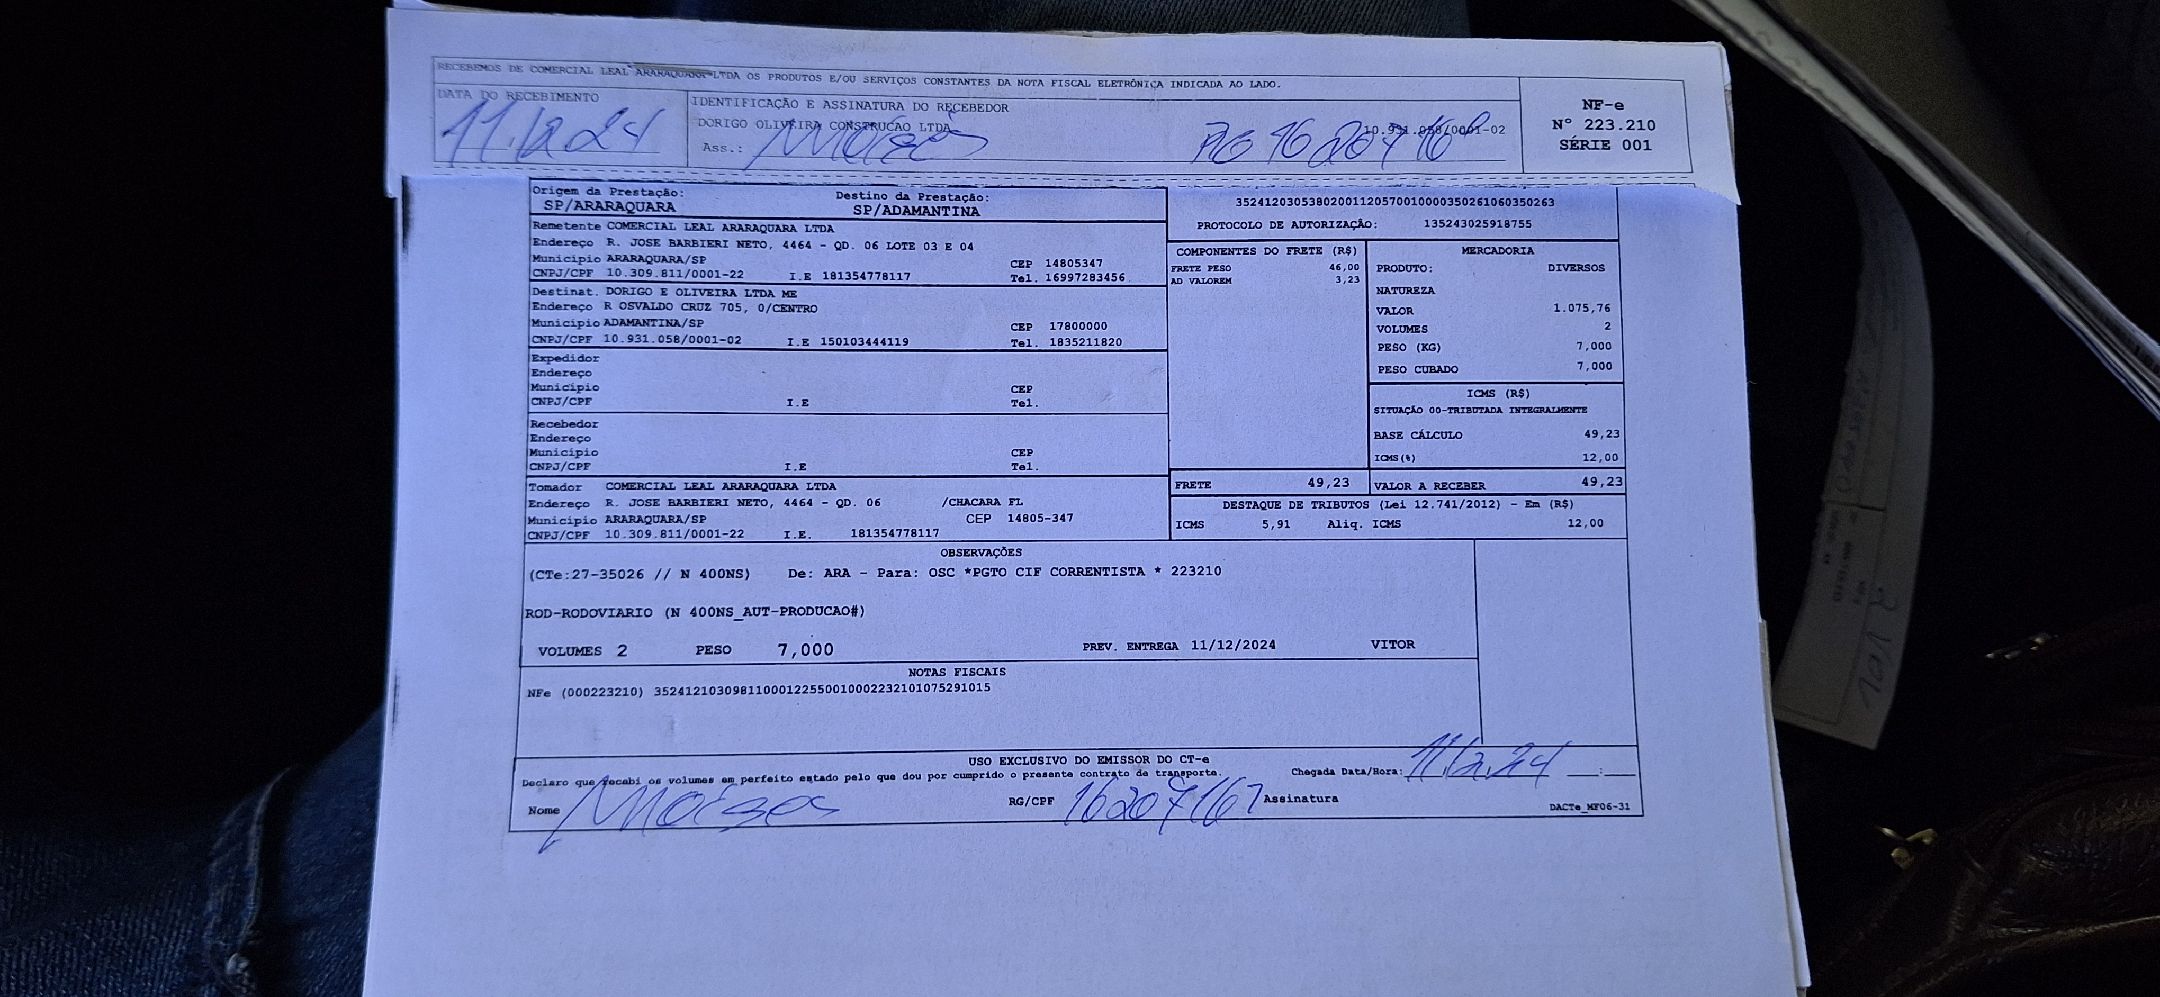 RECEBEMOS DE COMERCIAL LEAL ARARAQUARA LTDA OS PRODUTOS E/OU SERVIÇOS CONSTANTES DA NOTA FISCAL ELETRÔNICA INDICADA AO LADO.
DATA DO RECEBIMENTO
11.12.24
IDENTIFICAÇÃO E ASSINATURA DO RECEBEDOR
DORIGO OLIVEIRA CONSTRUCAO LTDA 10.931.058/0001-02
Ass.: Moises
NF-e
Nº 223.210
SÉRIE 001
Origem da Prestação: Destino da Prestação:
SP/ARARAQUARA SP/ADAMANTINA
Remetente COMERCIAL LEAL ARARAQUARA LTDA
Endereço R. JOSE BARBIERI NETO, 4464 - QD. 06 LOTE 03 E 04
Municipio ARARAQUARA/SP CEP 14805347
CNPJ/CPF 10.309.811/0001-22 I.E 181354778117 Tel. 16997283456
Destinat. DORIGO E OLIVEIRA LTDA ME
Endereço R OSVALDO CRUZ 705, 0/CENTRO
Municipio ADAMANTINA/SP CEP 17800000
CNPJ/CPF 10.931.058/0001-02 I.E 150103444119 Tel. 1835211820
Expedidor
Endereço
Município CEP
CNPJ/CPF I.E Tel.
Recebedor
Endereço
Município CEP
CNPJ/CPF I.E Tel.
Tomador COMERCIAL LEAL ARARAQUARA LTDA
Endereço R. JOSE BARBIERI NETO, 4464 - QD. 06 /CHACARA FL
Município ARARAQUARA/SP CEP 14805-347
CNPJ/CPF 10.309.811/0001-22 I.E. 181354778117
35241203053802001120570010000350261060350263
PROTOCOLO DE AUTORIZAÇÃO: 135243025918755
COMPONENTES DO FRETE (R$)
FRETE PESO 46,00
AD VALOREM 3,23
MERCADORIA
PRODUTO: DIVERSOS
NATUREZA
VALOR 1.075,76
VOLUMES 2
PESO (KG) 7,000
PESO CUBADO 7,000
ICMS (R$)
SITUAÇÃO 00-TRIBUTADA INTEGRALMENTE
BASE CÁLCULO 49,23
ICMS(%) 12,00
FRETE 49,23 VALOR A RECEBER 49,23
DESTAQUE DE TRIBUTOS (Lei 12.741/2012) - Em (R$)
ICMS 5,91 Aliq. ICMS 12,00
OBSERVAÇÕES
(CTe:27-35026 // N 400NS) De: ARA - Para: OSC *PGTO CIF CORRENTISTA * 223210
ROD-RODOVIARIO (N 400NS_AUT-PRODUCAO#)
VOLUMES 2 PESO 7,000 PREV. ENTREGA 11/12/2024 VITOR
NOTAS FISCAIS
NFe (000223210) 35241210309811000122550010002232101075291015
USO EXCLUSIVO DO EMISSOR DO CT-e
Declaro que recebi os volumes em perfeito estado pelo que dou por cumprido o presente contrato de transporte. Chegada Data/Hora: 11.12.24 __:__
Nome Moises RG/CPF 16207167 Assinatura
DACTe_MF06-31